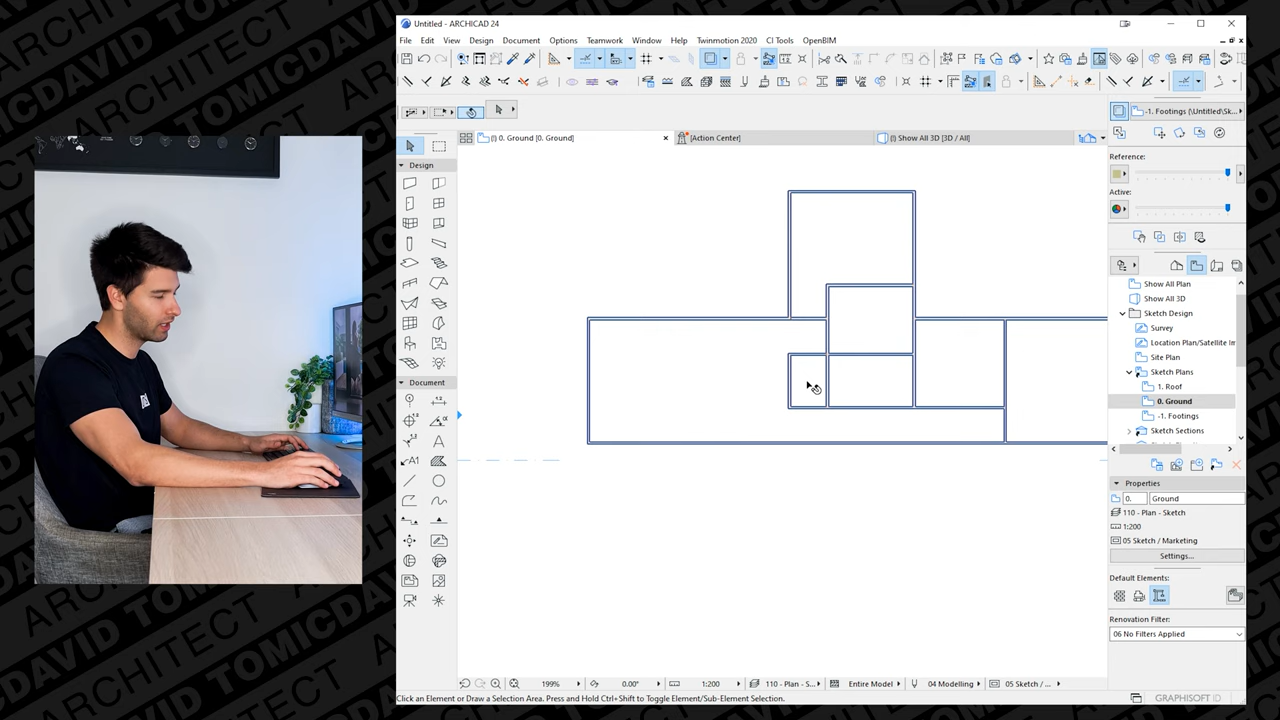 Untitled - ARCHICAD 24
File Edit View Design Document Options Teamwork Window Help Twinmotion 2020 CI Tools OpenBIM
-1. Footings (\Untitled\Sk...
(!) 0. Ground [0. Ground]
[Action Center]
(!) Show All 3D [3D / All]
Design
Document
A
A1
Reference:
Active:
Show All Plan
Show All 3D
Sketch Design
Survey
Location Plan/Satellite Im
Site Plan
Sketch Plans
1. Roof
0. Ground
-1. Footings
Sketch Sections
Properties
0. Ground
110 - Plan - Sketch
1:200
05 Sketch / Marketing
Settings...
Default Elements:
Renovation Filter:
06 No Filters Applied
199% 0.00° 1:200 110 - Plan - S... Entire Model 04 Modelling 05 Sketch / ...
Click an Element or Draw a Selection Area. Press and Hold Ctrl+Shift to Toggle Element/Sub-Element Selection.
GRAPHISOFT ID
ARCHITECT
DAVID TOMIC